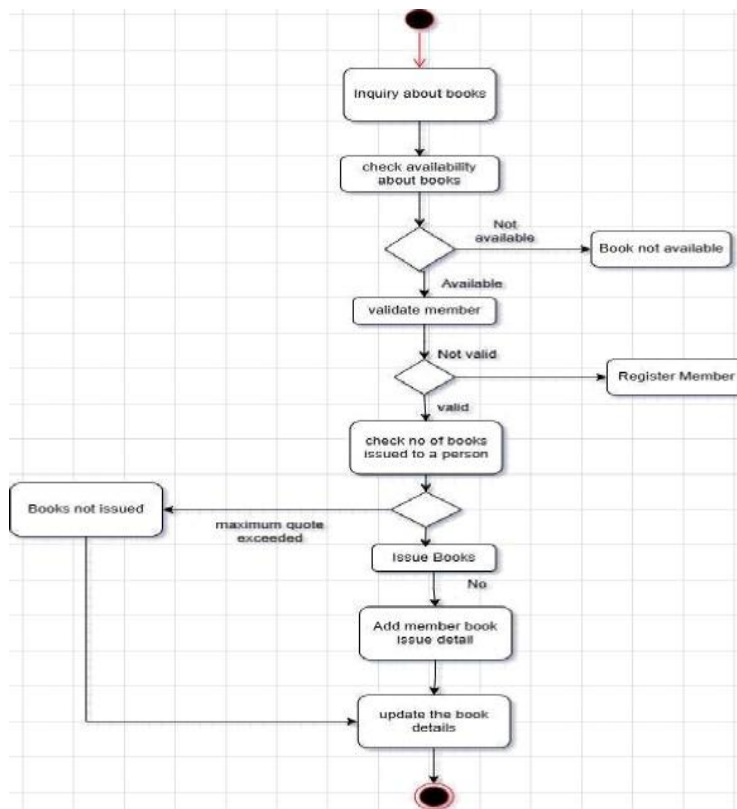 Inquiry about books
check availability
about books
Not
available
Book not available
Available
validate member
Not valid
Register Member
valid
check no of books
issued to a person
Books not issued
maximum quote
exceeded
Issue Books
No
Add member book
issue detail
update the book
details